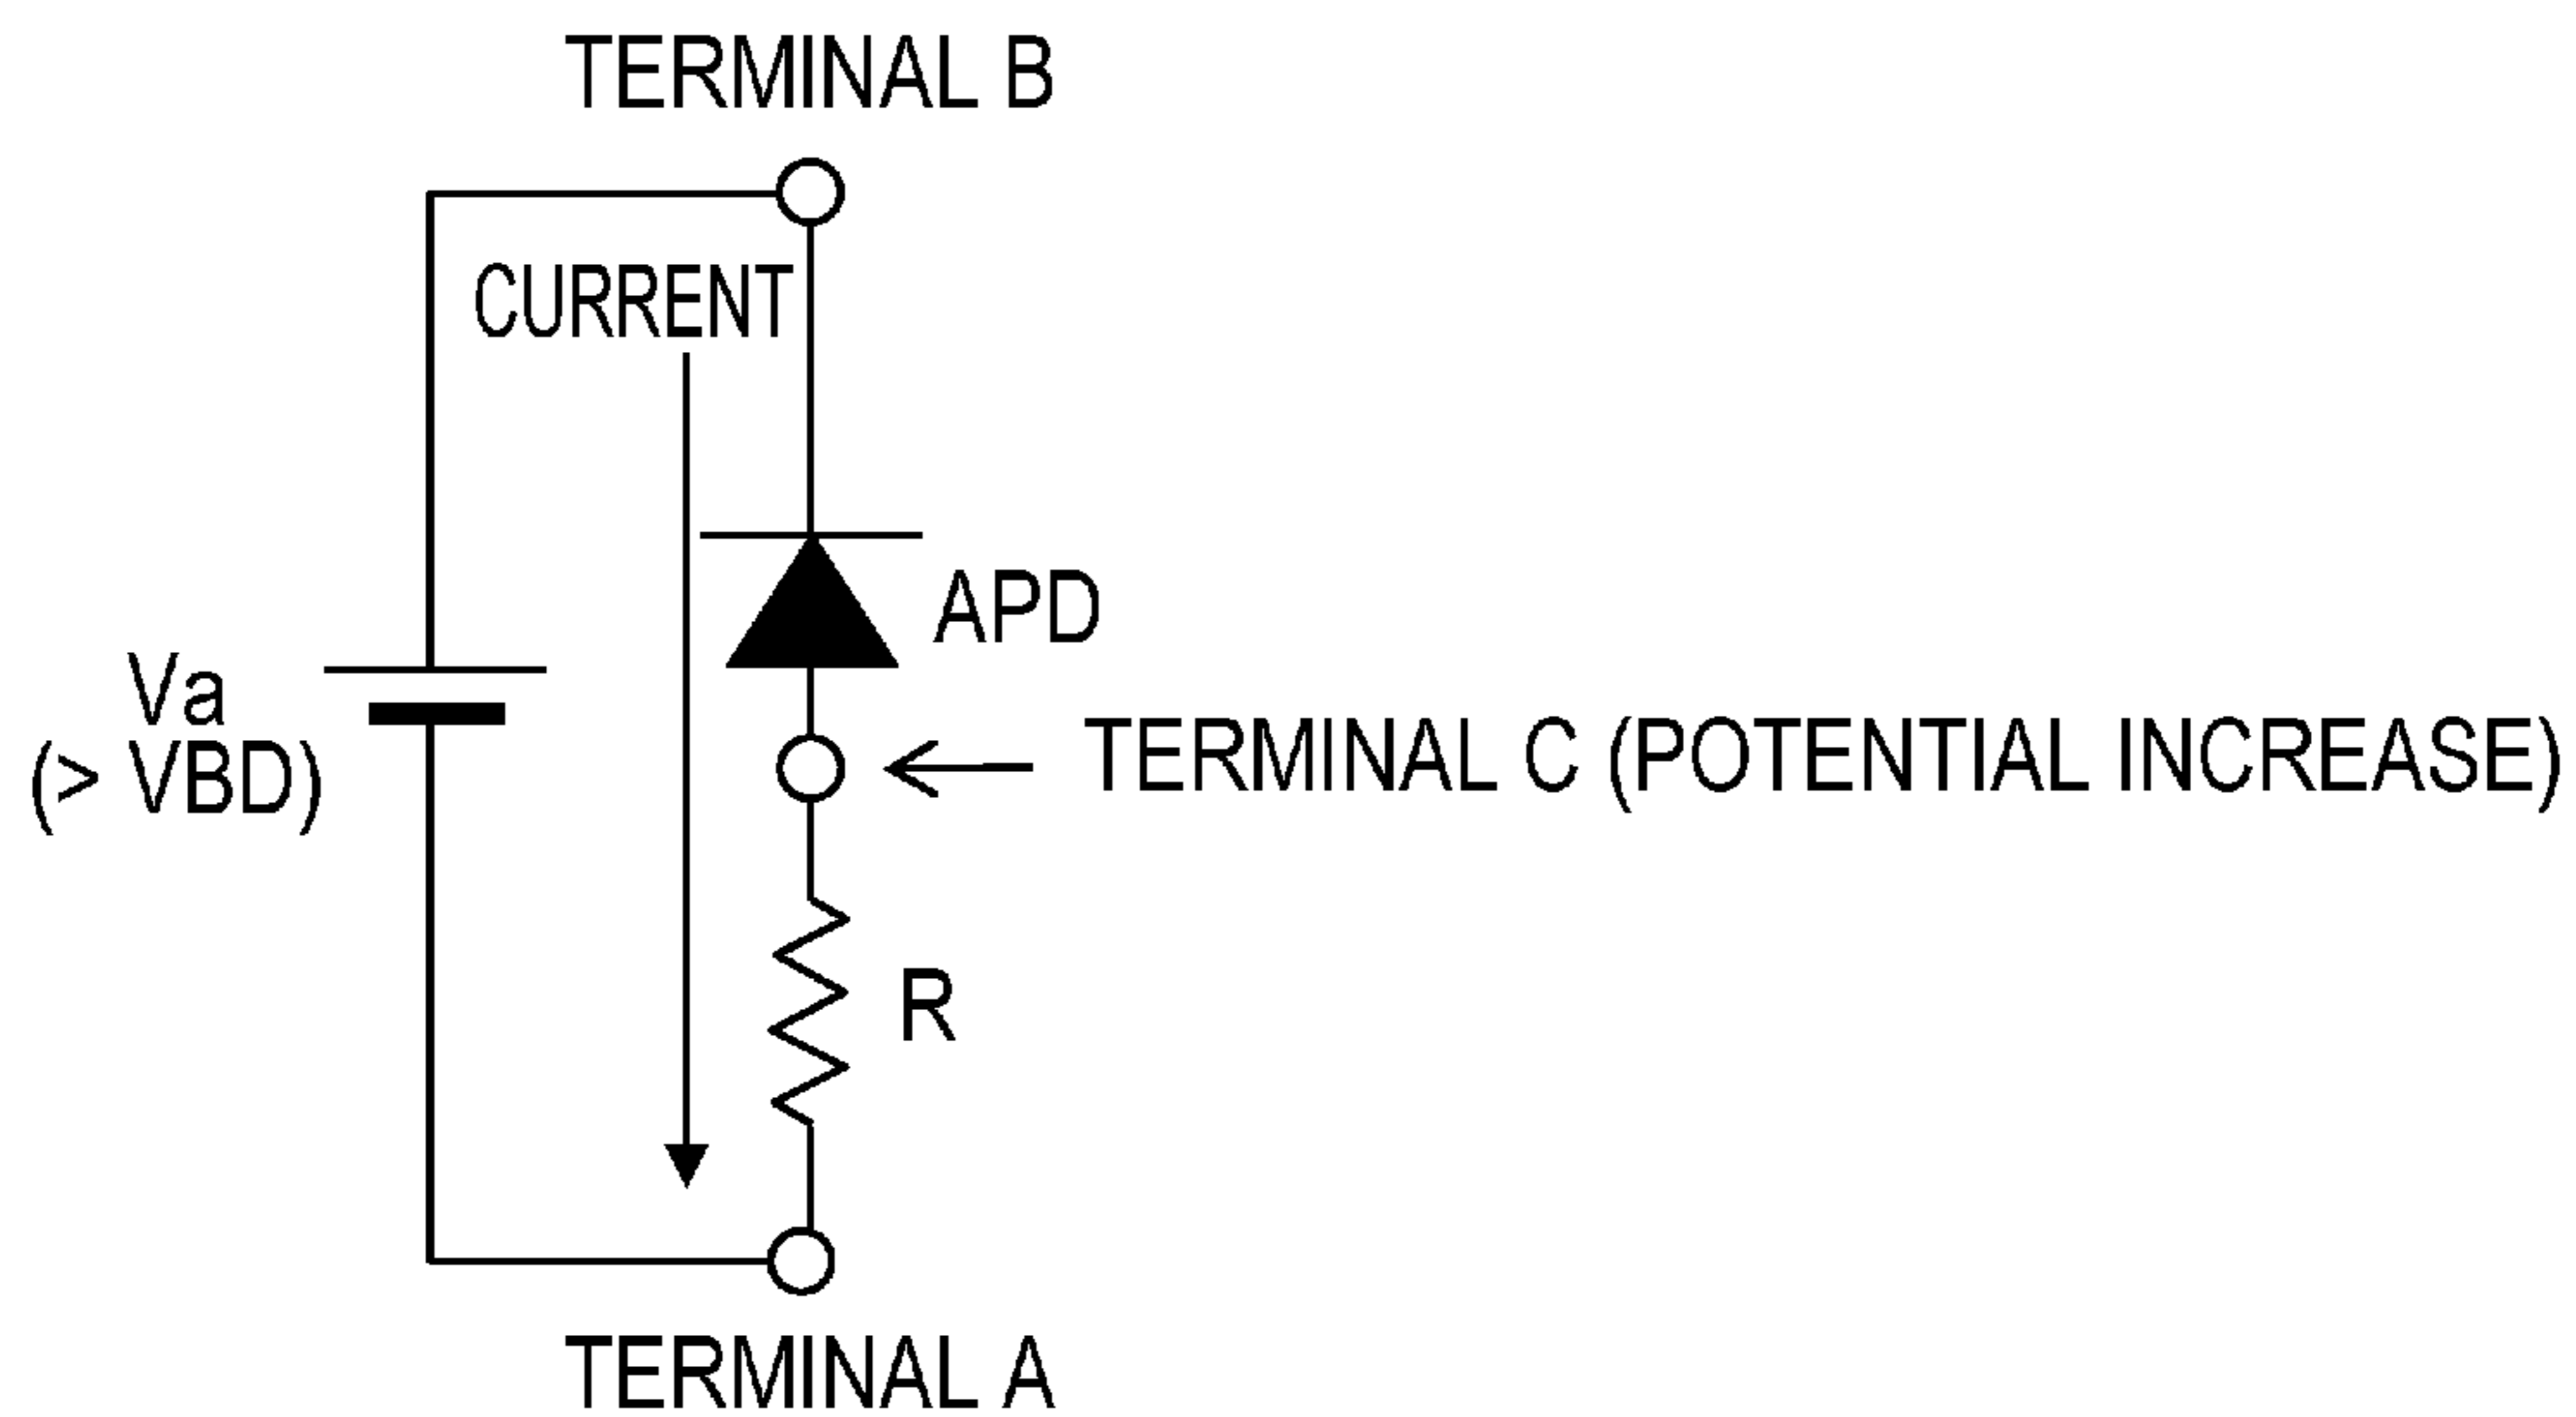 TERMINAL B
CURRENT
APD
Va
(> VBD)
TERMINAL C (POTENTIAL INCREASE)
R
TERMINAL A